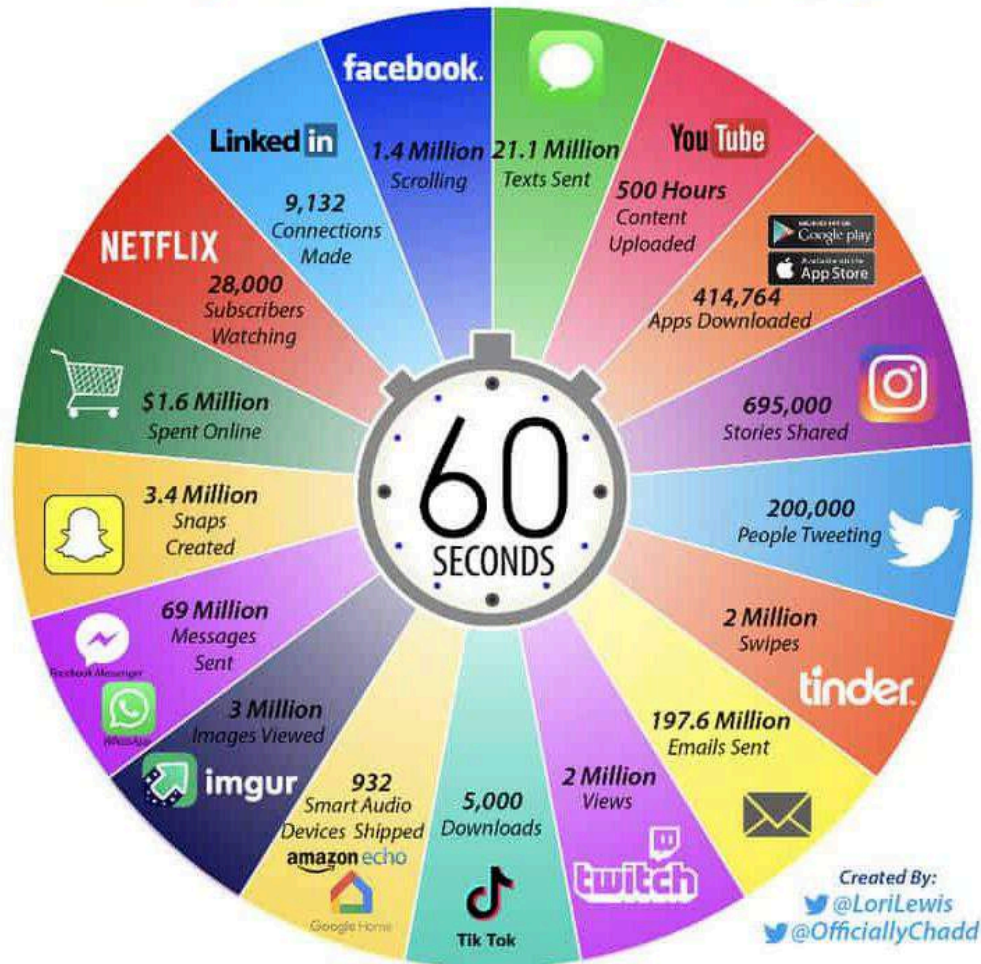 facebook.
1.4 Million
Scrolling
21.1 Million
Texts Sent
YouTube
500 Hours
Content
Uploaded
Google play
App Store
414,764
Apps Downloaded
695,000
Stories Shared
200,000
People Tweeting
2 Million
Swipes
tinder.
197.6 Million
Emails Sent
2 Million
Views
twitch
5,000
Downloads
Tik Tok
932
Smart Audio
Devices Shipped
amazon echo
Google Home
3 Million
Images Viewed
imgur
69 Million
Messages
Sent
Facebook Messenger
WhatsApp
3.4 Million
Snaps
Created
$1.6 Million
Spent Online
NETFLIX
28,000
Subscribers
Watching
Linked in
9,132
Connections
Made
60
SECONDS
Created By:
@LoriLewis
@OfficiallyChadd